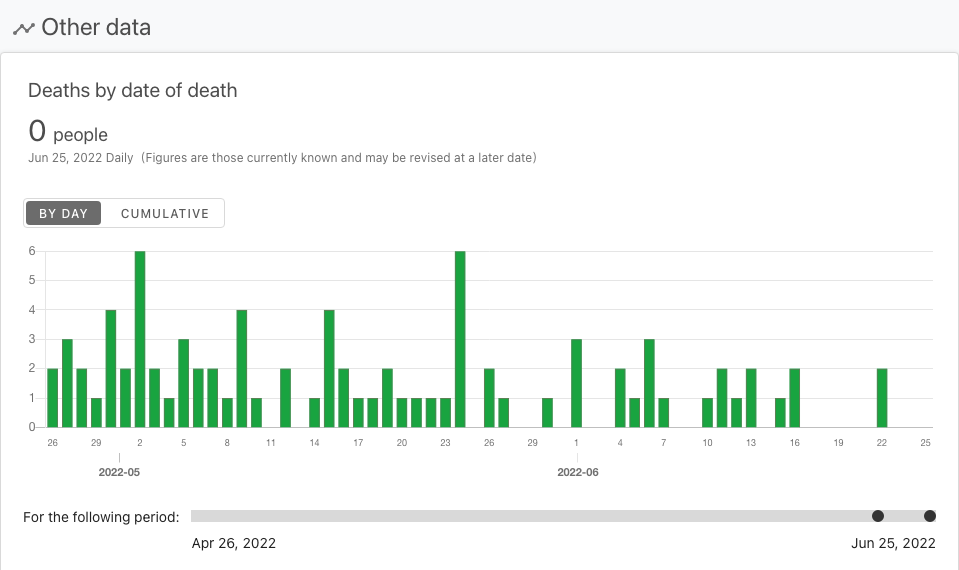 Other data
Deaths by date of death
0 people
Jun 25, 2022 Daily (Figures are those currently known and may be revised at a later date)
BY DAY CUMULATIVE
6
5
4
3
2
1
0
26 29 2 5 8 11 14 17 20 23 26 29 1 4 7 10 13 16 19 22 25
2022-05 2022-06
For the following period:
Apr 26, 2022 Jun 25, 2022